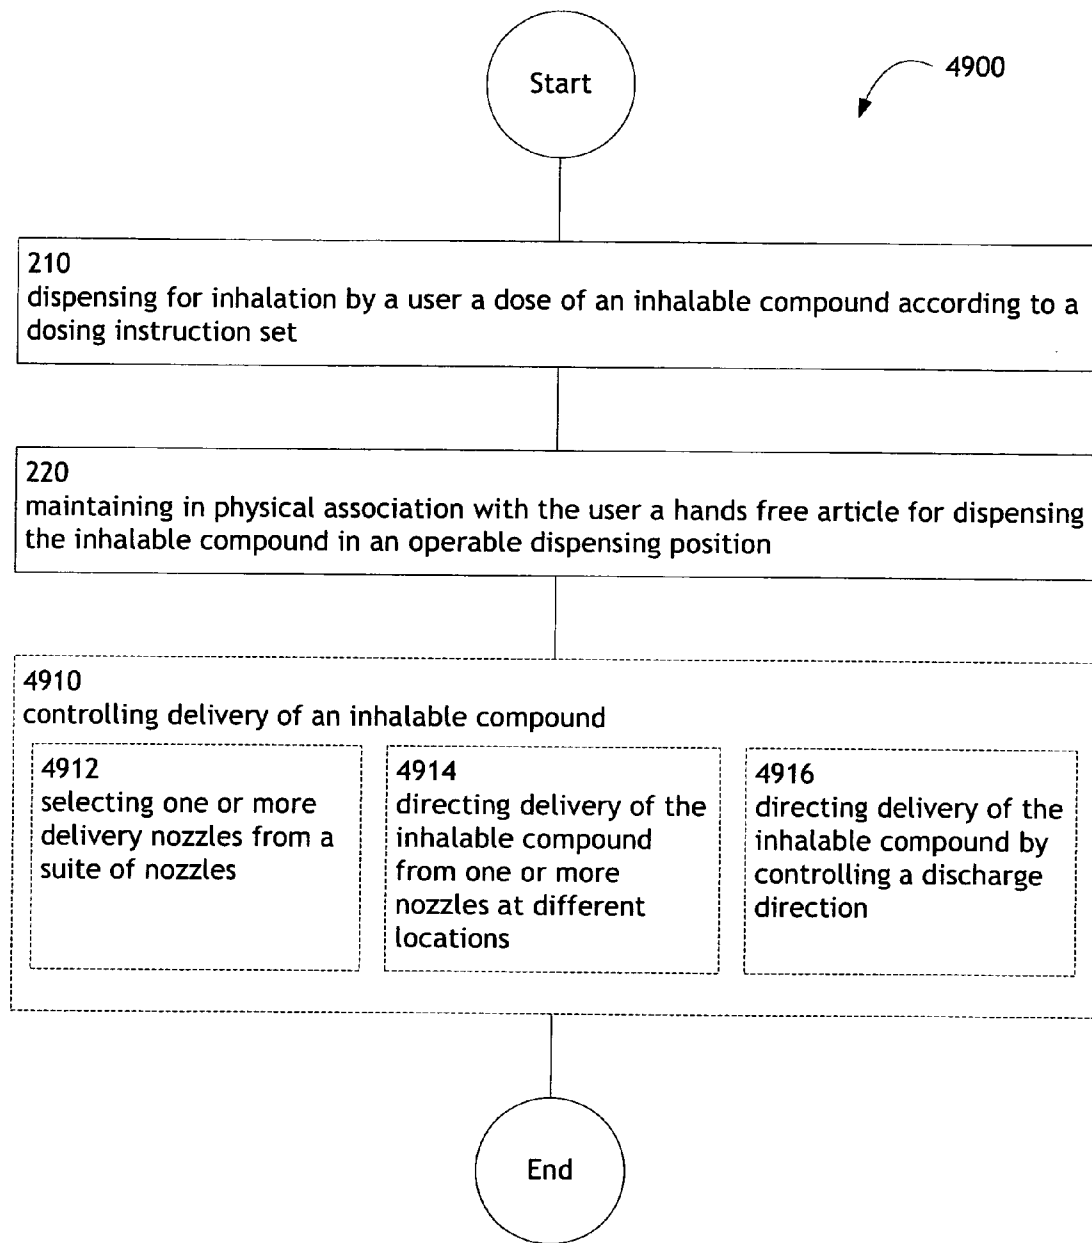 Start
4900
210
dispensing for inhalation by a user a dose of an inhalable compound according to a
dosing instruction set
220
maintaining in physical association with the user a hands free article for dispensing
the inhalable compound in an operable dispensing position
4910
controlling delivery of an inhalable compound
4912
selecting one or more
delivery nozzles from a
suite of nozzles
4914
directing delivery of the
inhalable compound
from one or more
nozzles at different
locations
4916
directing delivery of the
inhalable compound by
controlling a discharge
direction
End